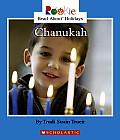 Rookie
Read-About® Holidays
Chanukah
By Trudi Strain Trueit
SCHOLASTIC